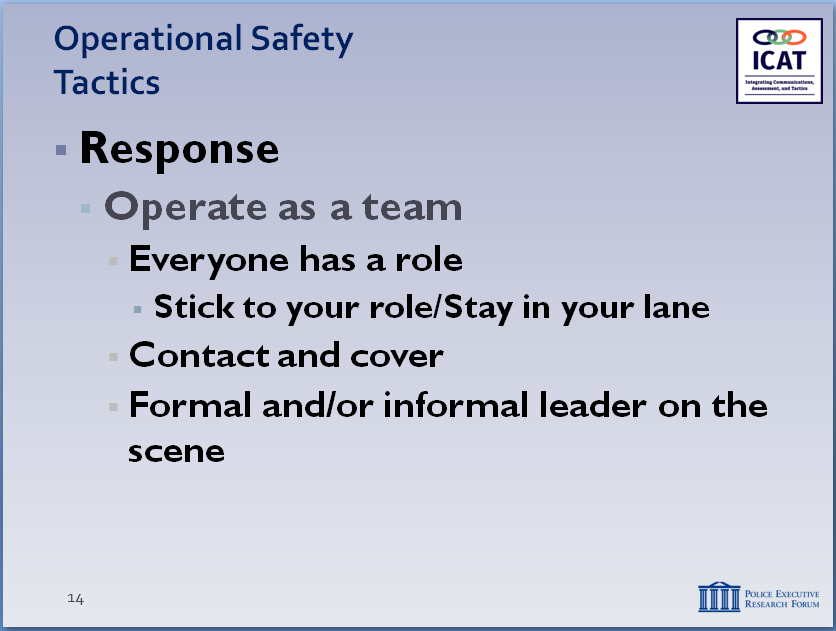 Operational Safety
Tactics
ICAT
Integrating Communications,
Assessment, and Tactics
Response
Operate as a team
Everyone has a role
Stick to your role/Stay in your lane
Contact and cover
Formal and/or informal leader on the
scene
14
POLICE EXECUTIVE
RESEARCH FORUM